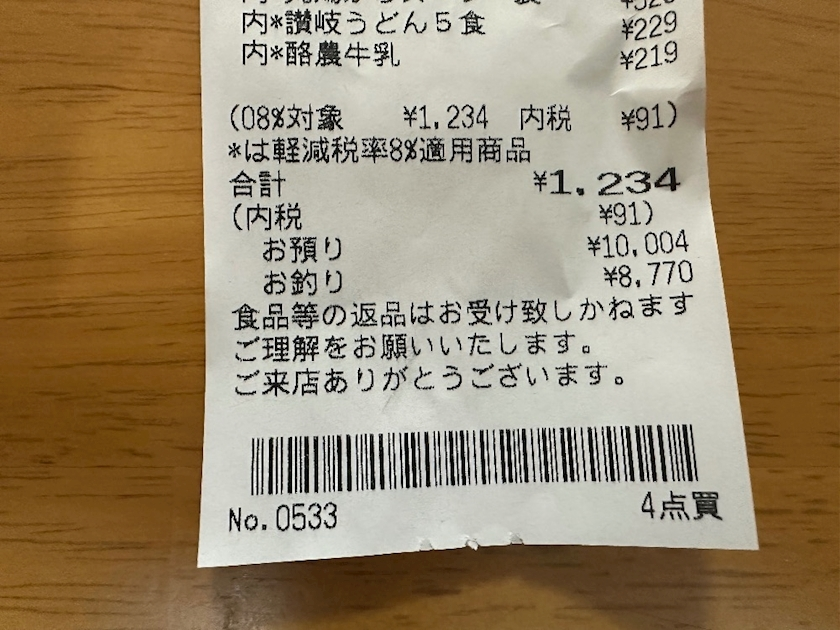 内*讃岐うどん5食 ¥229
内*酪農牛乳 ¥219
(08%対象 ¥1,234 内税 ¥91)
*は軽減税率8%適用商品
合計 ¥1,234
(内税 ¥91)
お預り ¥10,004
お釣り ¥8,770
食品等の返品はお受け致しかねます
ご理解をお願いいたします。
ご来店ありがとうございます。
No.0533 4点買